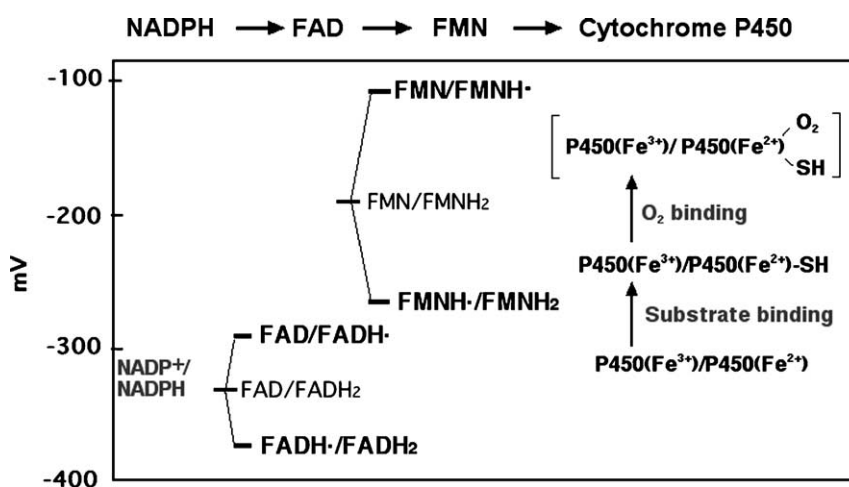 NADPH → FAD → FMN → Cytochrome P450
-100
-200
-300
-400
mV
FMN/FMNH·
FMN/FMNH₂
FMNH·/FMNH₂
FAD/FADH·
NADP⁺/
NADPH
FAD/FADH₂
FADH·/FADH₂
O₂
P450(Fe³⁺)/ P450(Fe²⁺)
SH
O₂ binding
P450(Fe³⁺)/P450(Fe²⁺)-SH
Substrate binding
P450(Fe³⁺)/P450(Fe²⁺)